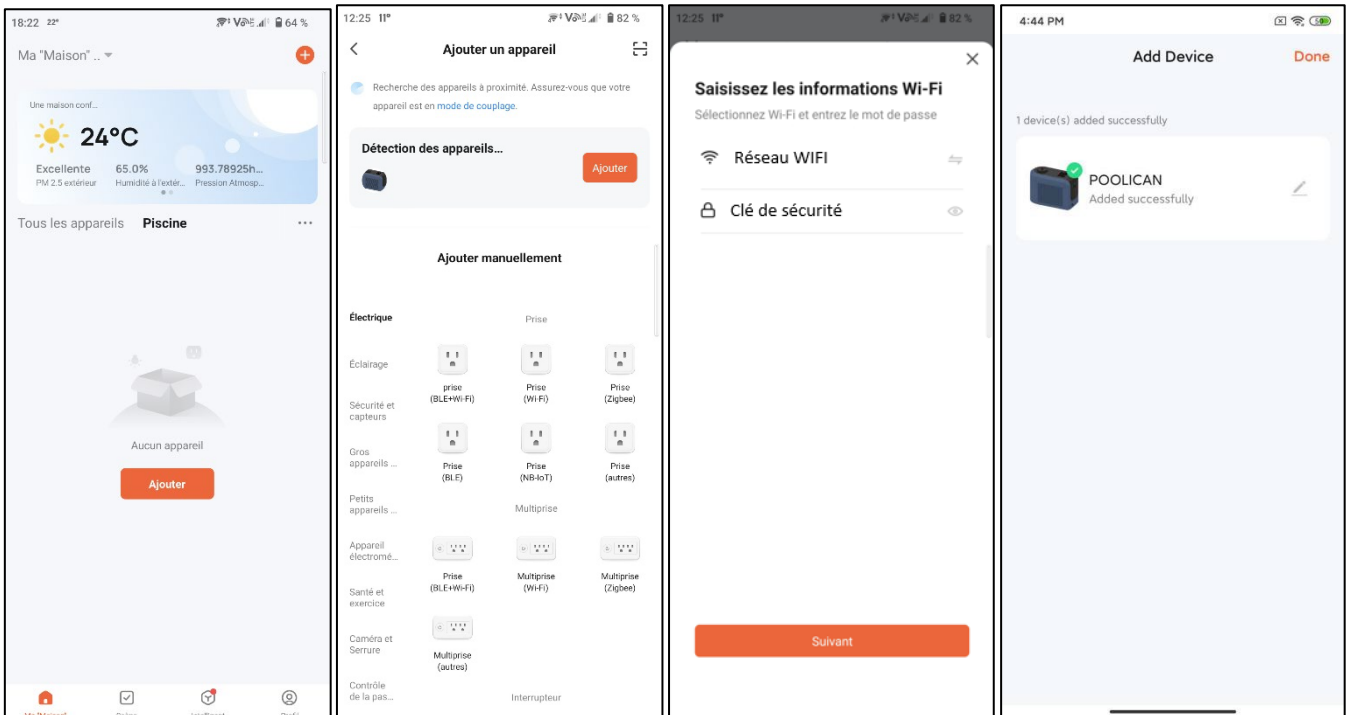 18:22 22°
64 %
Ma "Maison" ..
Une maison conf...
24°C
Excellente 65.0% 993.78925h...
PM 2.5 extérieur Humidité à l'extér... Pression Atmosp...
Tous les appareils Piscine ...
Aucun appareil
Ajouter
12:25 11°
82 %
Ajouter un appareil
Recherche des appareils à proximité. Assurez-vous que votre
appareil est en mode de couplage.
Détection des appareils...
Ajouter
Ajouter manuellement
Électrique
Éclairage
Sécurité et
capteurs
Gros
appareils ...
Petits
appareils ...
Appareil
électromé...
Santé et
exercice
Caméra et
Serrure
Contrôle
de la pas...
Prise
prise
(BLE+Wi-Fi)
Prise
(Wi-Fi)
Prise
(Zigbee)
Prise
(BLE)
Prise
(NB-IoT)
Prise
(autres)
Multiprise
Prise
(BLE+Wi-Fi)
Multiprise
(Wi-Fi)
Multiprise
(Zigbee)
Multiprise
(autres)
Interrupteur
12:25 11°
82 %
Saisissez les informations Wi-Fi
Sélectionnez Wi-Fi et entrez le mot de passe
Réseau WIFI
Clé de sécurité
Suivant
4:44 PM
Add Device Done
1 device(s) added successfully
POOLICAN
Added successfully